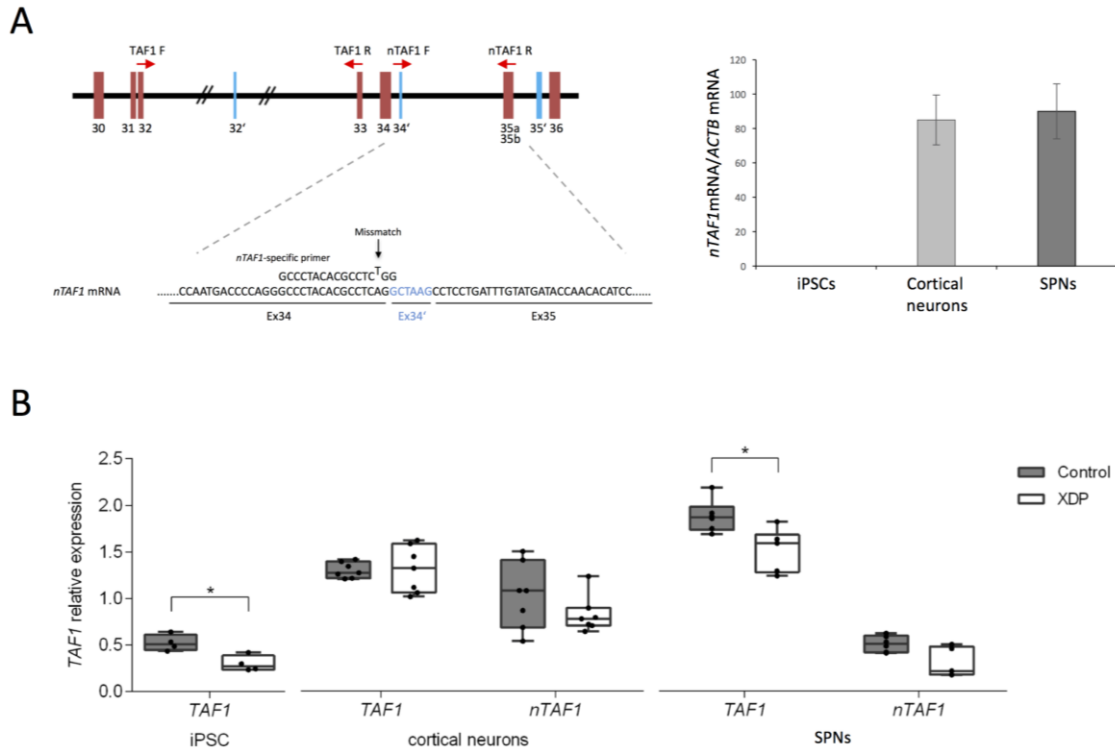 A
TAF1 F
TAF1 R
nTAF1 F
nTAF1 R
30
31
32
32'
33
34
34'
35a
35b
35'
36
Missmatch
nTAF1-specific primer
T
GCCCTACACGCCTC GG
nTAF1 mRNA
......CCAATGACCCCAGGGCCCTACACGCCTCAGGCTAAGCCTCCTGATTTGTATGATACCAACACATCC......
Ex34
Ex34'
Ex35
nTAF1mRNA/ACTB mRNA
120
100
80
60
40
20
0
iPSCs
Cortical
neurons
SPNs
B
TAF1 relative expression
2.5
2.0
1.5
1.0
0.5
0.0
*
*
Control
XDP
TAF1
TAF1
nTAF1
TAF1
nTAF1
iPSC
cortical neurons
SPNs